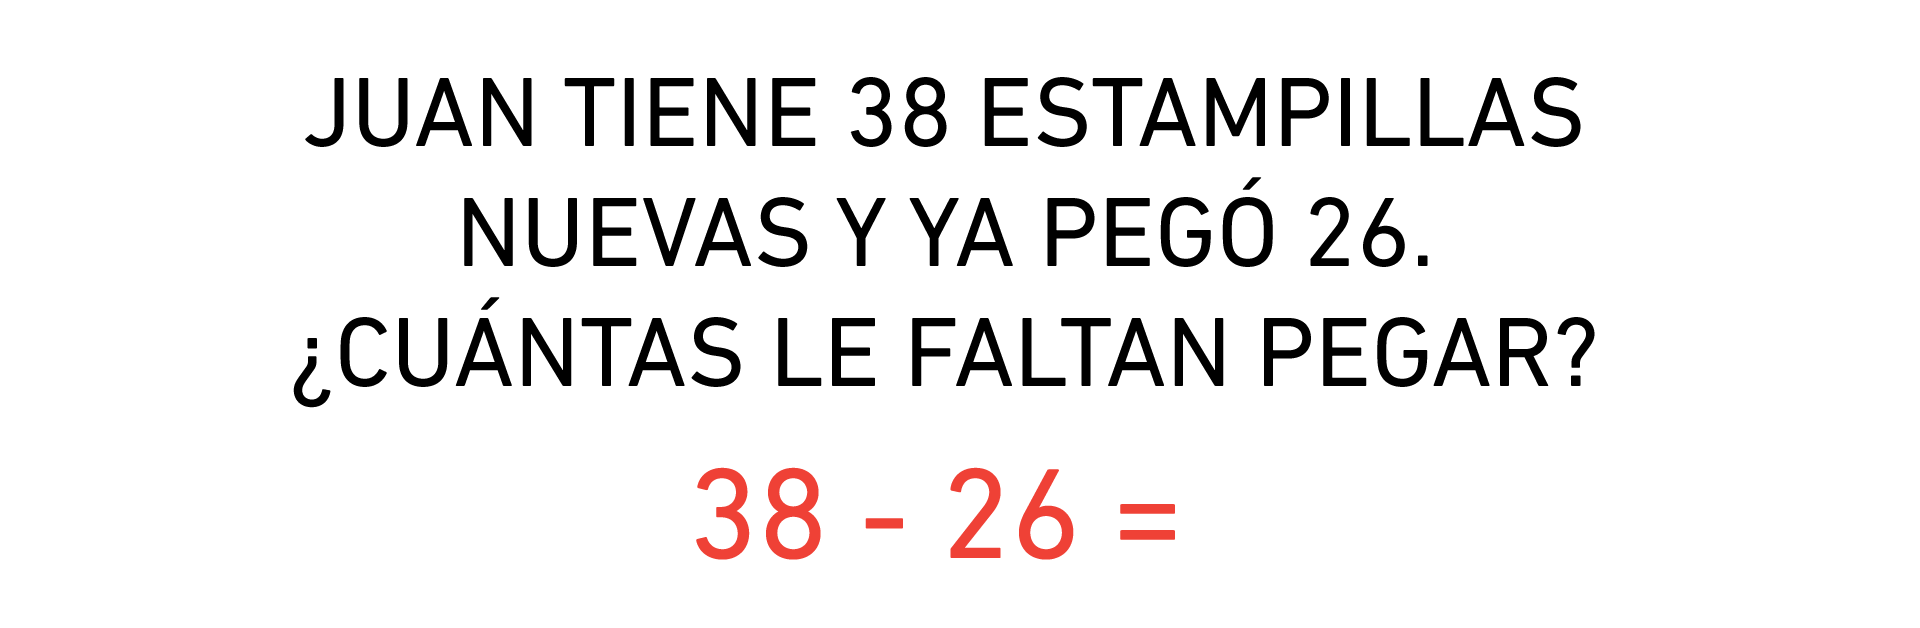 JUAN TIENE 38 ESTAMPILLAS
NUEVAS Y YA PEGÓ 26.
¿CUÁNTAS LE FALTAN PEGAR?
38 - 26 =